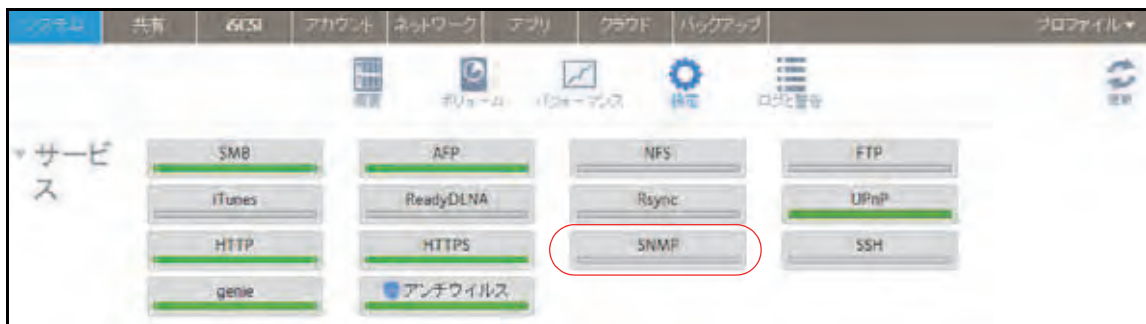 システム 共有 iSCSI アカウント ネットワーク アプリ クラウド バックアップ プロファイル
概要 ボリューム パフォーマンス 設定 ログと警告 更新
サービス
SMB AFP NFS FTP
iTunes ReadyDLNA Rsync UPnP
HTTP HTTPS SNMP SSH
genie アンチウィルス